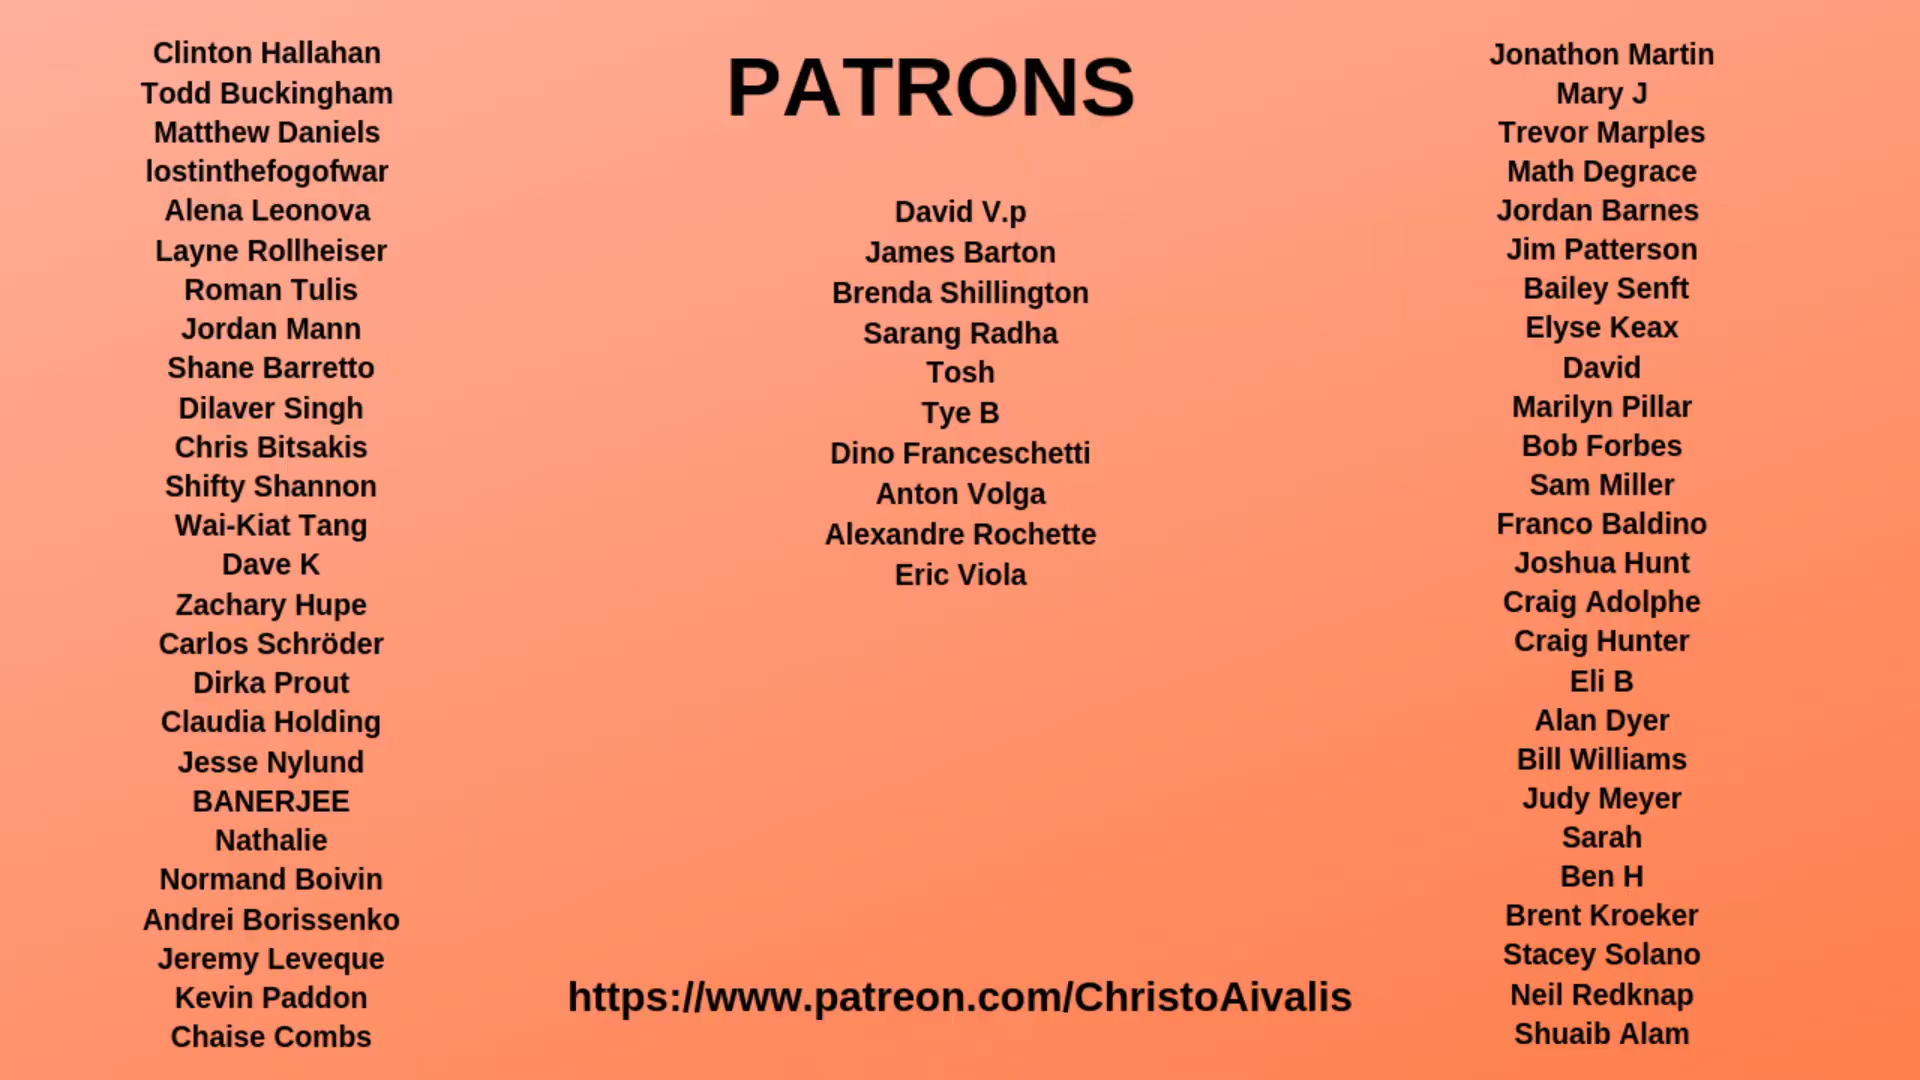 Clinton Hallahan
Todd Buckingham
Matthew Daniels
lostinthefogofwar
Alena Leonova
Layne Rollheiser
Roman Tulis
Jordan Mann
Shane Barretto
Dilaver Singh
Chris Bitsakis
Shifty Shannon
Wai-Kiat Tang
Dave K
Zachary Hupe
Carlos Schröder
Dirka Prout
Claudia Holding
Jesse Nylund
BANERJEE
Nathalie
Normand Boivin
Andrei Borissenko
Jeremy Leveque
Kevin Paddon
Chaise Combs
PATRONS
David V.p
James Barton
Brenda Shillington
Sarang Radha
Tosh
Tye B
Dino Franceschetti
Anton Volga
Alexandre Rochette
Eric Viola
https://www.patreon.com/ChristoAivalis
Jonathon Martin
Mary J
Trevor Marples
Math Degrace
Jordan Barnes
Jim Patterson
Bailey Senft
Elyse Keax
David
Marilyn Pillar
Bob Forbes
Sam Miller
Franco Baldino
Joshua Hunt
Craig Adolphe
Craig Hunter
Eli B
Alan Dyer
Bill Williams
Judy Meyer
Sarah
Ben H
Brent Kroeker
Stacey Solano
Neil Redknap
Shuaib Alam